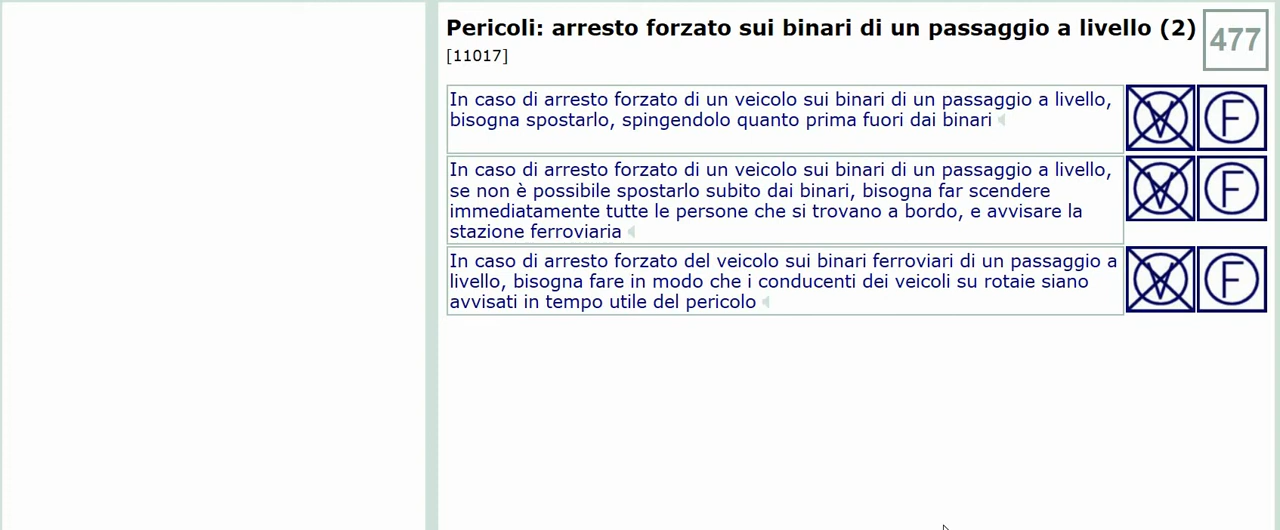 Pericoli: arresto forzato sui binari di un passaggio a livello (2)
477
[11017]
In caso di arresto forzato di un veicolo sui binari di un passaggio a livello,
bisogna spostarlo, spingendolo quanto prima fuori dai binari
V F
In caso di arresto forzato di un veicolo sui binari di un passaggio a livello,
se non è possibile spostarlo subito dai binari, bisogna far scendere
immediatamente tutte le persone che si trovano a bordo, e avvisare la
stazione ferroviaria
V F
In caso di arresto forzato del veicolo sui binari ferroviari di un passaggio a
livello, bisogna fare in modo che i conducenti dei veicoli su rotaie siano
avvisati in tempo utile del pericolo
V F